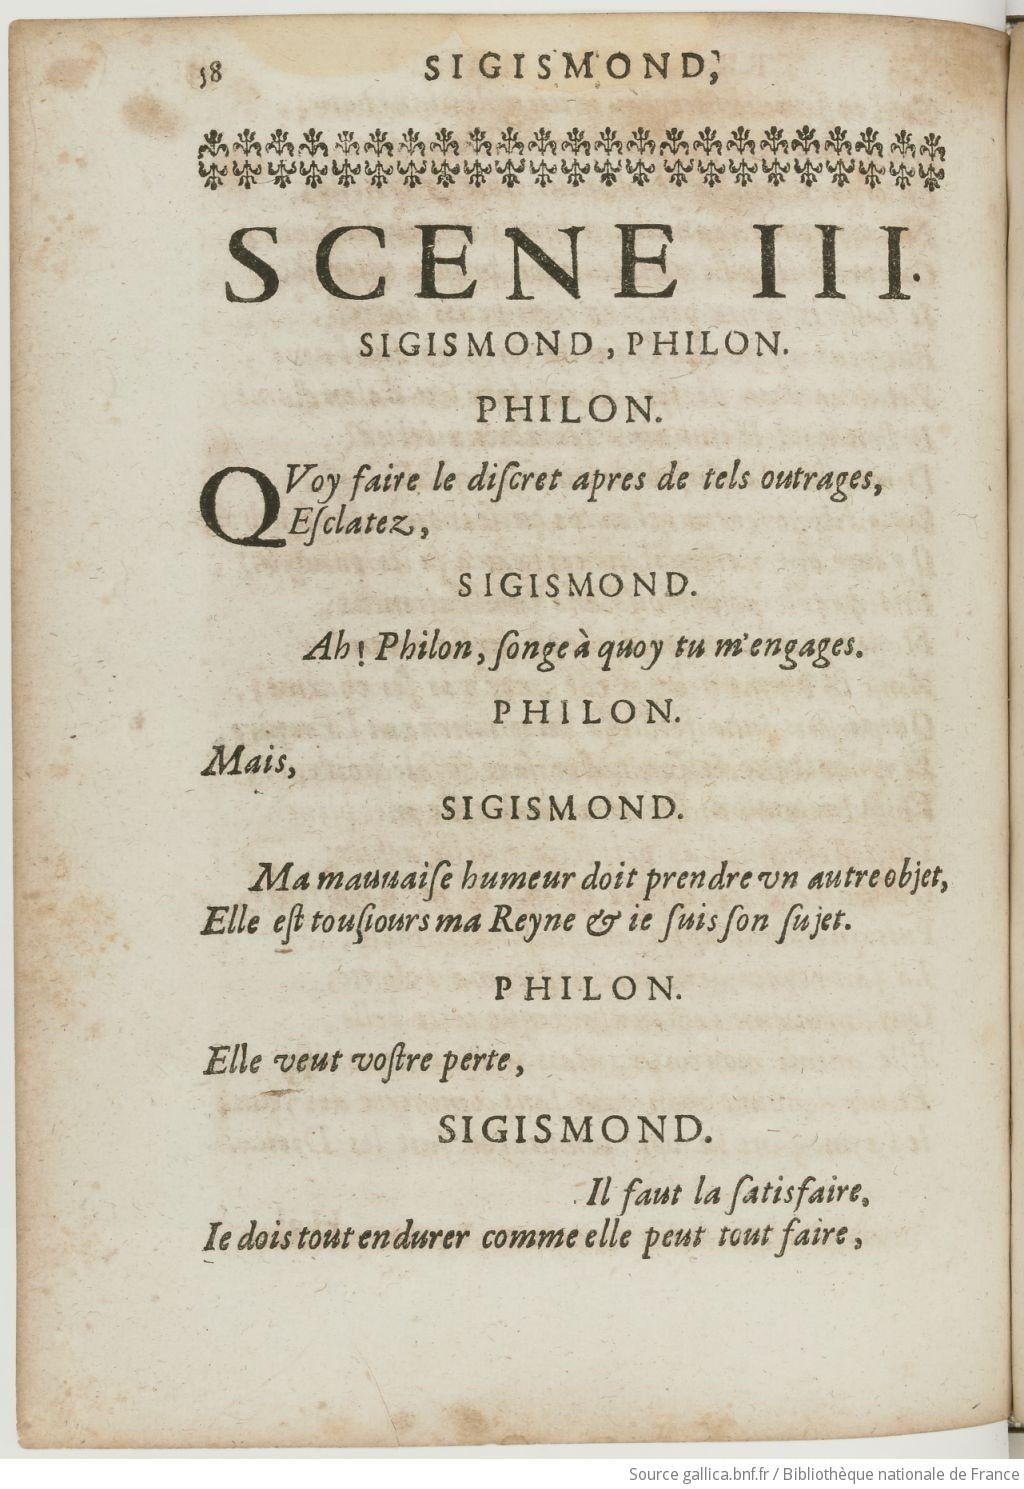 58 SIGISMOND,
SCENE III.
SIGISMOND, PHILON.
PHILON.
QVoy faire le diſcret apres de tels outrages,
Eſclatez,
SIGISMOND.
Ah! Philon, ſonge à quoy tu m'engages.
PHILON.
Mais,
SIGISMOND.
Ma mauuaiſe humeur doit prendre vn autre objet,
Elle eſt touſiours ma Reyne & ie ſuis ſon ſujet.
PHILON.
Elle veut voſtre perte,
SIGISMOND.
Il faut la ſatisfaire,
Ie dois tout endurer comme elle peut tout faire,
Source gallica.bnf.fr / Bibliothèque nationale de France